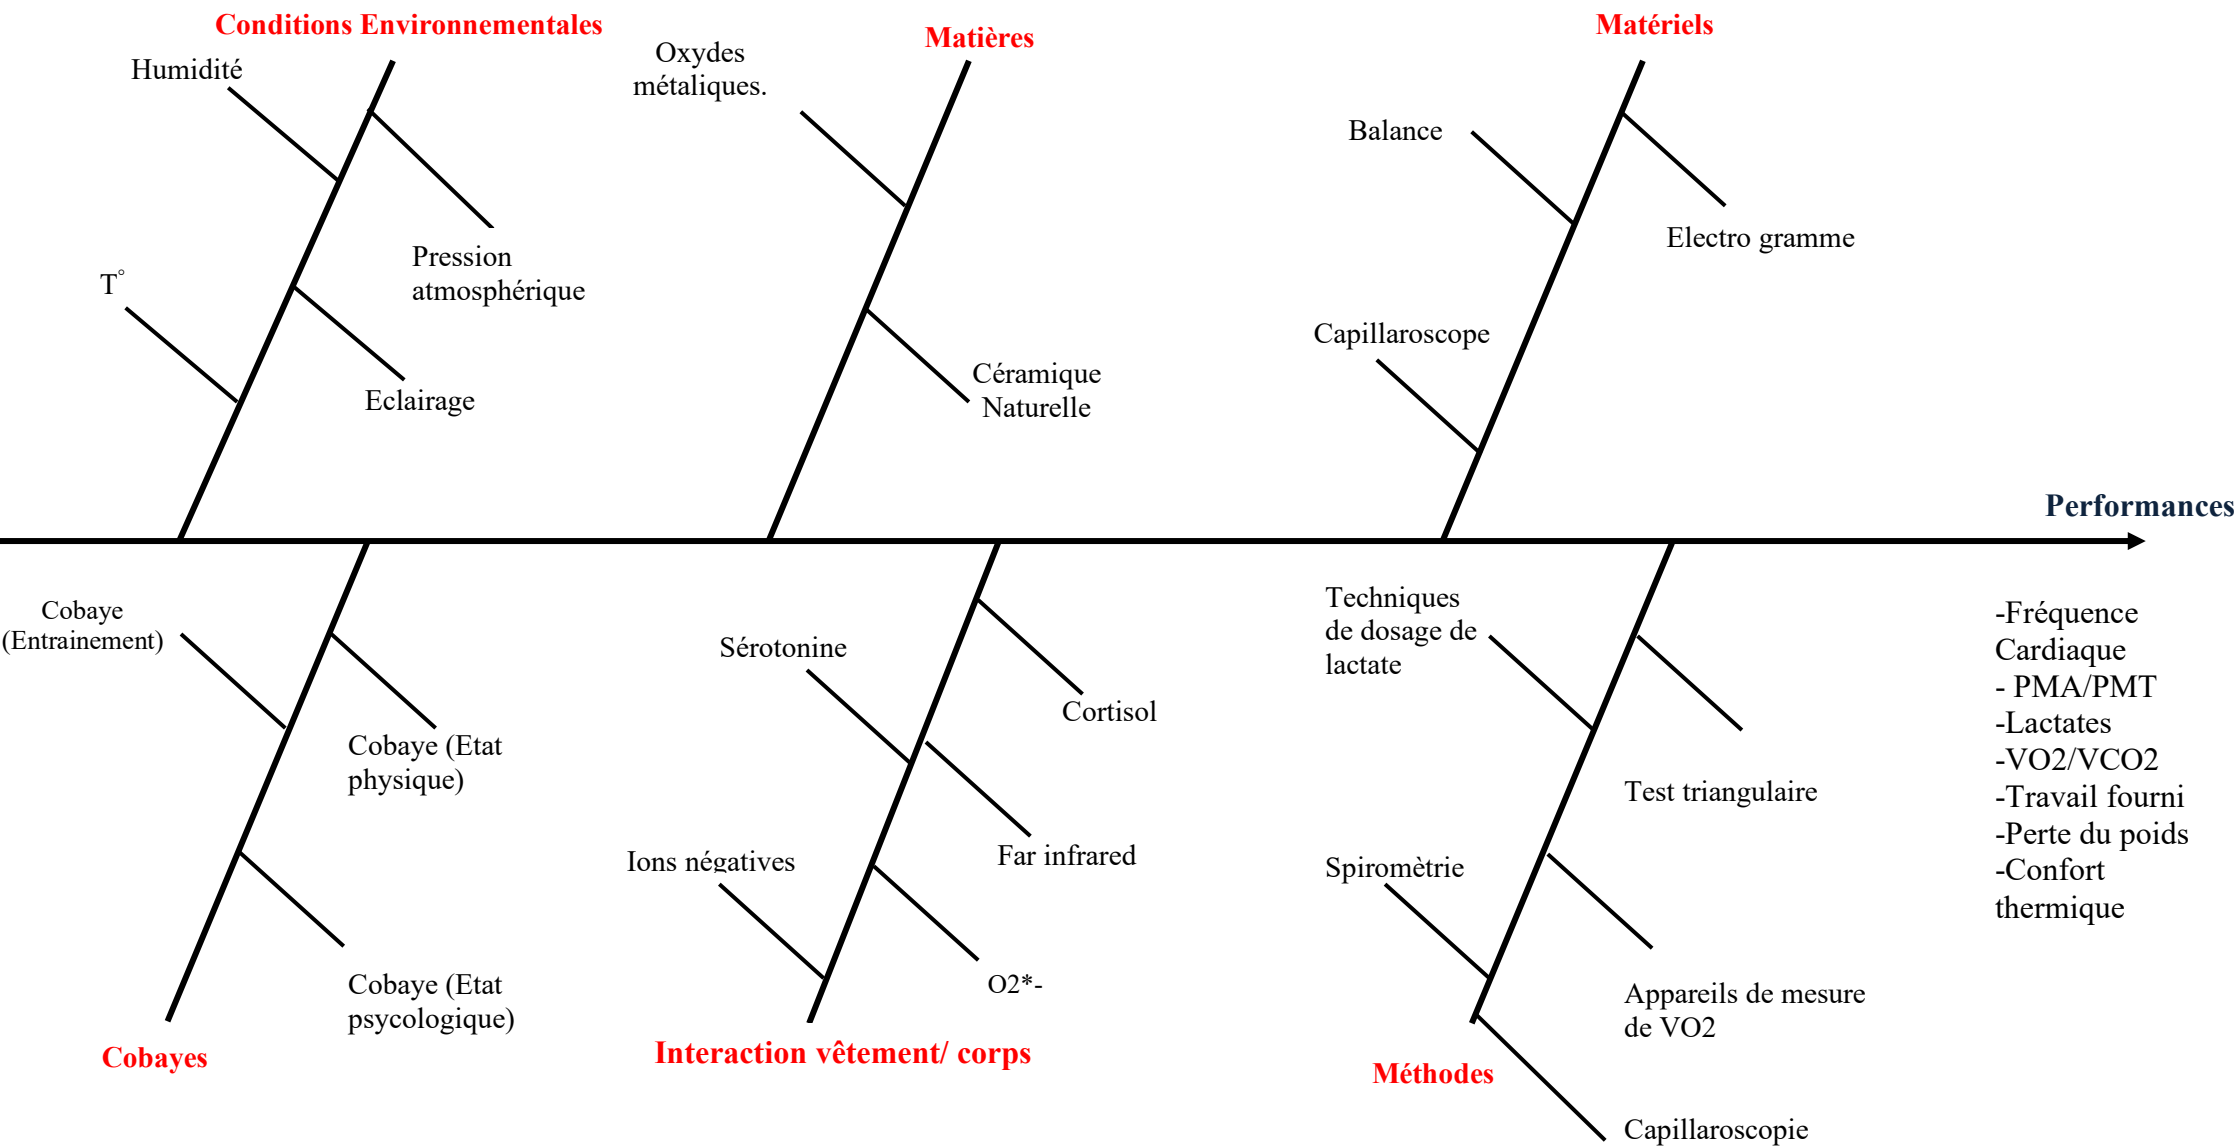 Conditions Environnementales
Matières
Matériels
Humidité
Oxydes
métaliques.
Balance
Electro gramme
T°
Pression
atmosphérique
Capillaroscope
Eclairage
Céramique
Naturelle
Performances
Cobaye
(Entrainement)
Cobaye (Etat
physique)
Cobaye (Etat
psycologique)
Cobayes
Sérotonine
Cortisol
Ions négatives
Far infrared
O2*-
Interaction vêtement/ corps
Techniques
de dosage de
lactate
Test triangulaire
Spiromètrie
Appareils de mesure
de VO2
Méthodes
Capillaroscopie
-Fréquence
Cardiaque
- PMA/PMT
-Lactates
-VO2/VCO2
-Travail fourni
-Perte du poids
-Confort
thermique